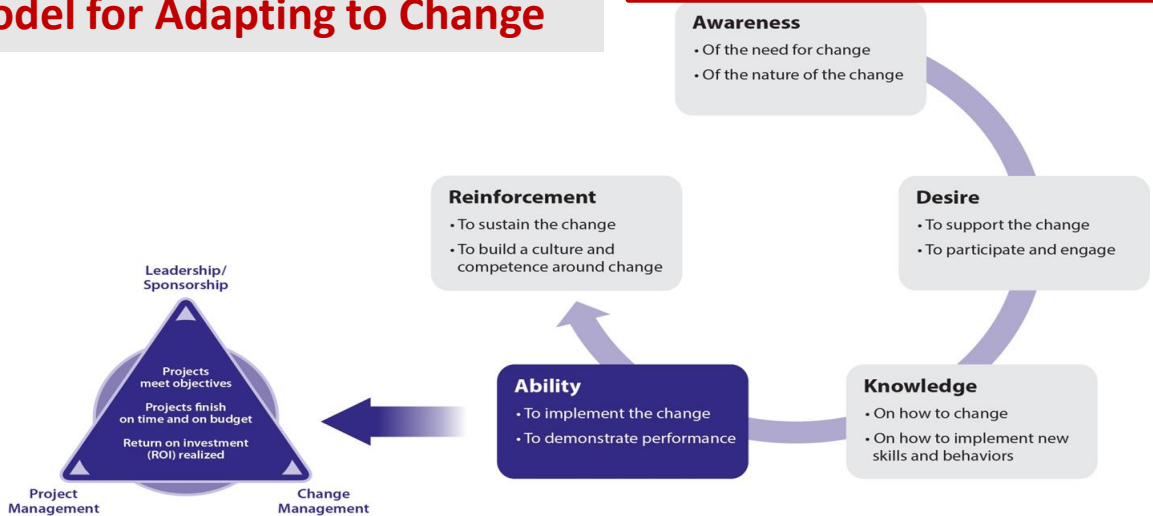 odel for Adapting to Change
Awareness
• Of the need for change
• Of the nature of the change
Desire
• To support the change
• To participate and engage
Knowledge
• On how to change
• On how to implement new
skills and behaviors
Ability
• To implement the change
• To demonstrate performance
Reinforcement
• To sustain the change
• To build a culture and
competence around change
Leadership/
Sponsorship
Projects
meet objectives
Projects finish
on time and on budget
Return on investment
(ROI) realized
Project
Management
Change
Management